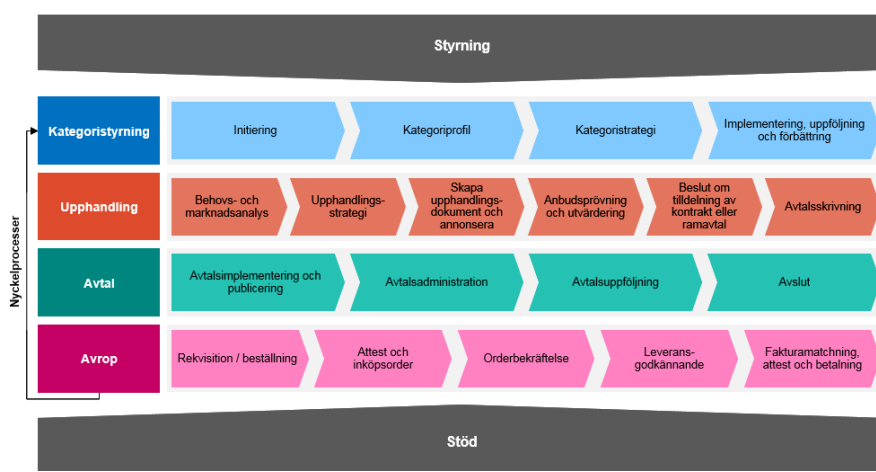 Styrning
Nyckelprocesser
Kategoristyrning
Initiering
Kategoriprofil
Kategoristrategi
Implementering, uppföljning
och förbättring
Upphandling
Behovs- och
marknadsanalys
Upphandlings-
strategi
Skapa
upphandlings-
dokument och
annonsera
Anbudsprövning
och utvärdering
Beslut om
tilldelning av
kontrakt eller
ramavtal
Avtalsskrivning
Avtal
Avtalsimplementering och
publicering
Avtalsadministration
Avtalsuppföljning
Avslut
Avrop
Rekvisition / beställning
Attest och
inköpsorder
Orderbekräftelse
Leverans-
godkännande
Fakturamatchning,
attest och betalning
Stöd